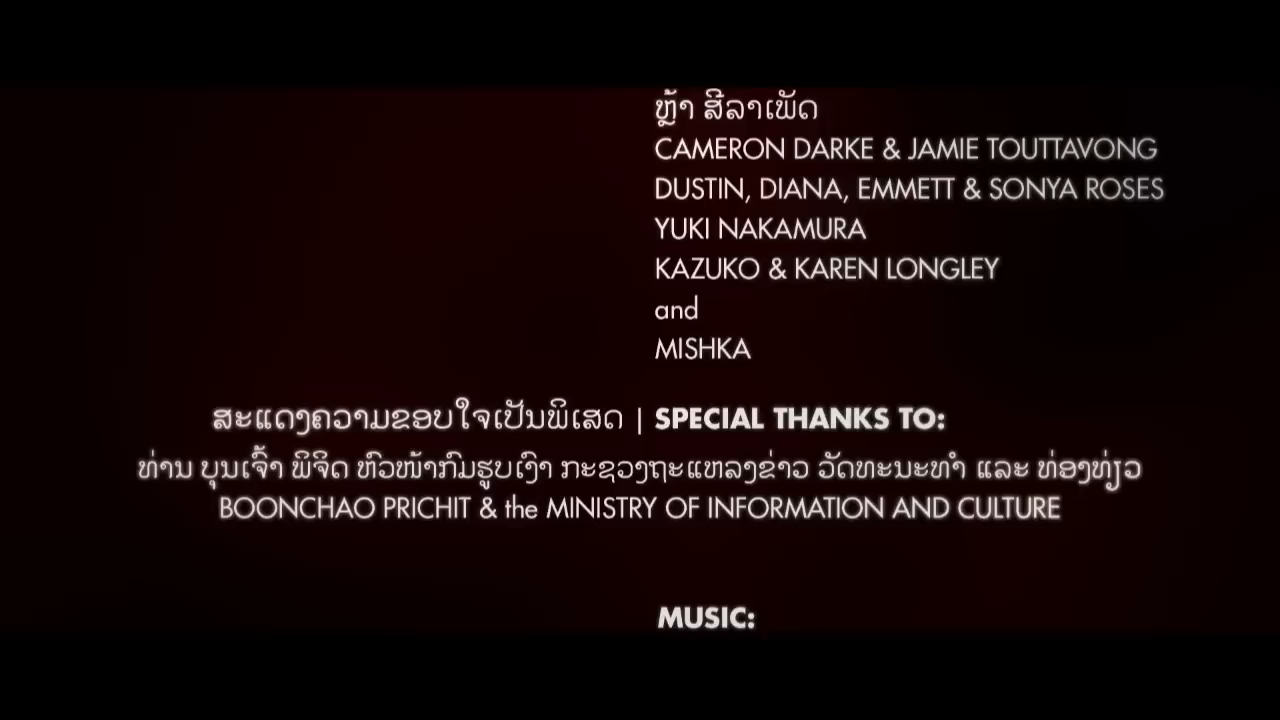 ຫຼ້າ ສີລາເພັດ
CAMERON DARKE & JAMIE TOUTTAVONG
DUSTIN, DIANA, EMMETT & SONYA ROSES
YUKI NAKAMURA
KAZUKO & KAREN LONGLEY
and
MISHKA
ສະແດງຄວາມຂອບໃຈເປັນພິເສດ | SPECIAL THANKS TO:
ທ່ານ ບຸນເຈົ້າ ພິຈິດ ຫົວໜ້າກົມຮູບເງົາ ກະຊວງຖະແຫລງຂ່າວ ວັດທະນະທຳ ແລະ ທ່ອງທ່ຽວ
BOONCHAO PRICHIT & the MINISTRY OF INFORMATION AND CULTURE
MUSIC: